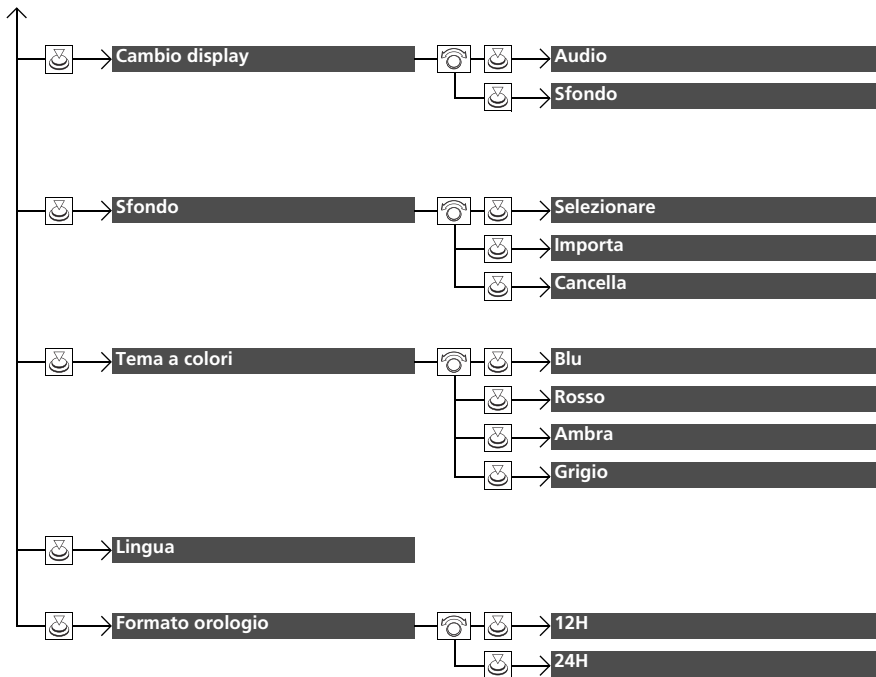 Cambio display
Audio
Sfondo
Sfondo
Selezionare
Importa
Cancella
Tema a colori
Blu
Rosso
Ambra
Grigio
Lingua
Formato orologio
12H
24H